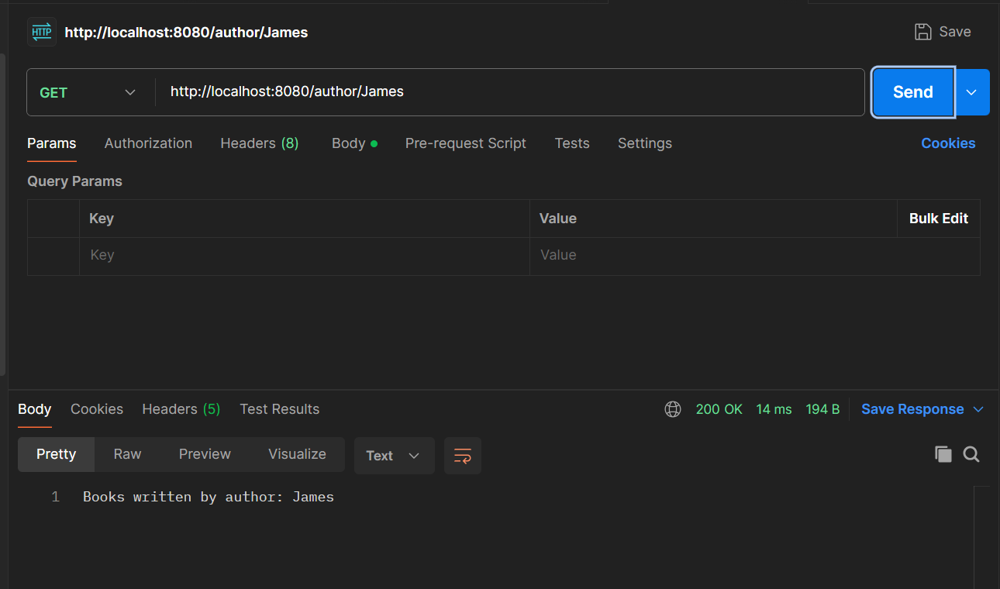 HTTP http://localhost:8080/author/James Save
GET http://localhost:8080/author/James Send
Params Authorization Headers (8) Body Pre-request Script Tests Settings Cookies
Query Params
Key Value Bulk Edit
Key Value
Body Cookies Headers (5) Test Results 200 OK 14 ms 194 B Save Response
Pretty Raw Preview Visualize Text
1 Books written by author: James